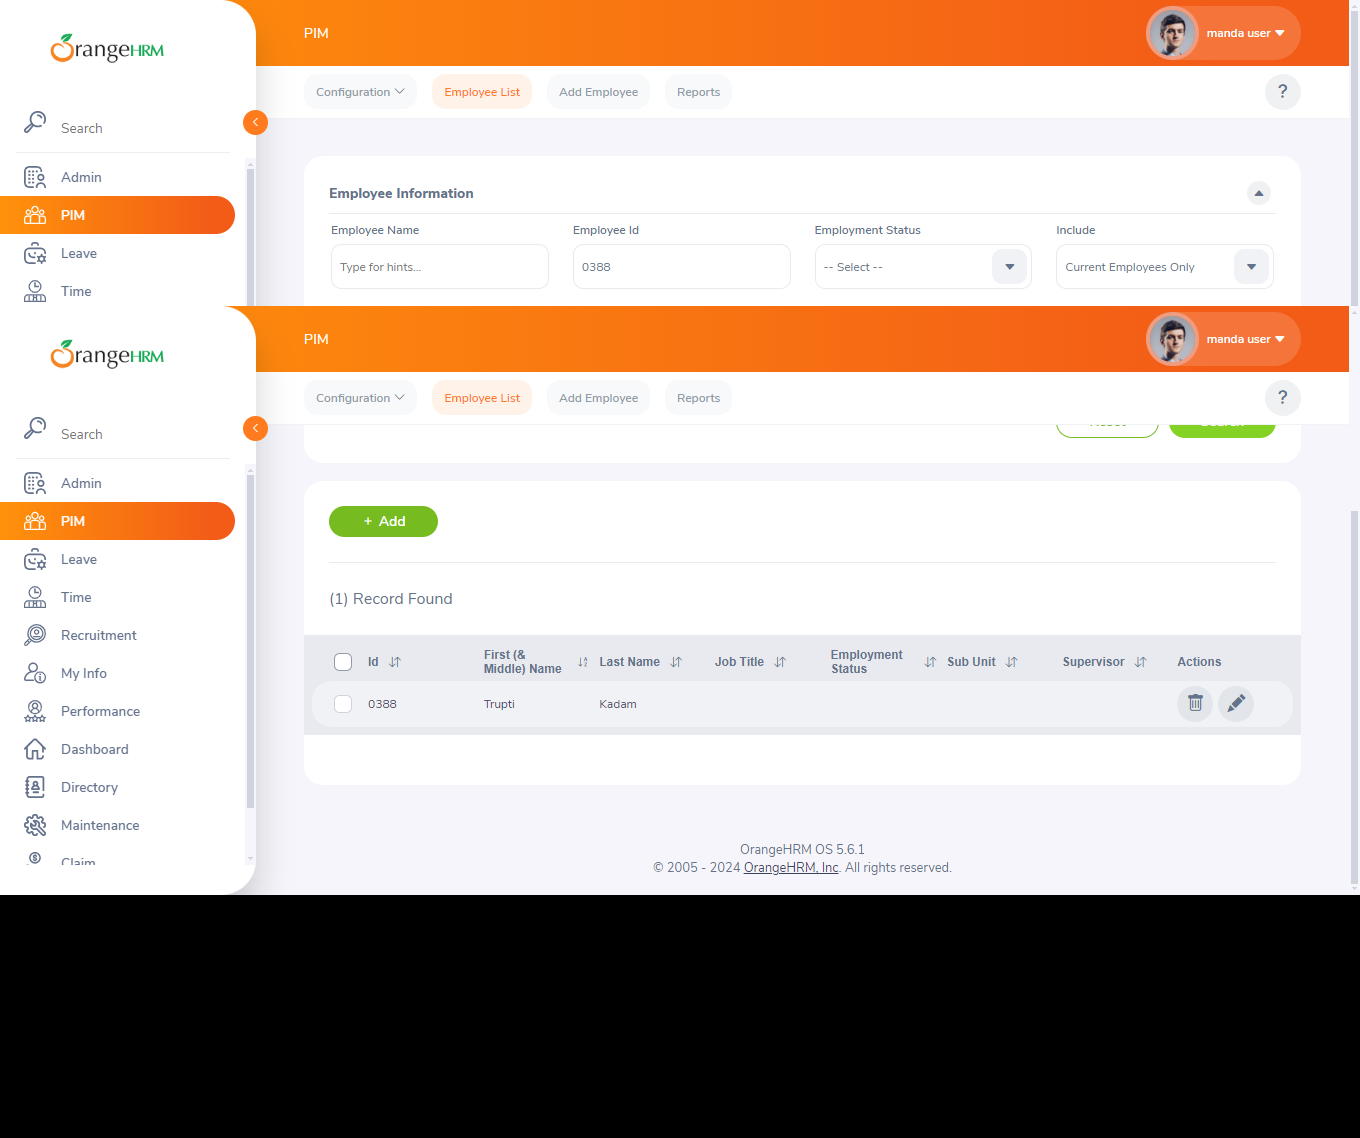 OrangeHRM
PIM
manda user
Configuration
Employee List
Add Employee
Reports
?
Search
Admin
PIM
Leave
Time
Employee Information
Employee Name
Employee Id
Employment Status
Include
Type for hints...
0388
-- Select --
Current Employees Only
OrangeHRM
PIM
manda user
Configuration
Employee List
Add Employee
Reports
?
Search
Admin
PIM
Leave
Time
Recruitment
My Info
Performance
Dashboard
Directory
Maintenance
Claim
+ Add
(1) Record Found
Id
First (&
Middle) Name
Last Name
Job Title
Employment
Status
Sub Unit
Supervisor
Actions
0388
Trupti
Kadam
OrangeHRM OS 5.6.1
© 2005 - 2024 OrangeHRM, Inc. All rights reserved.